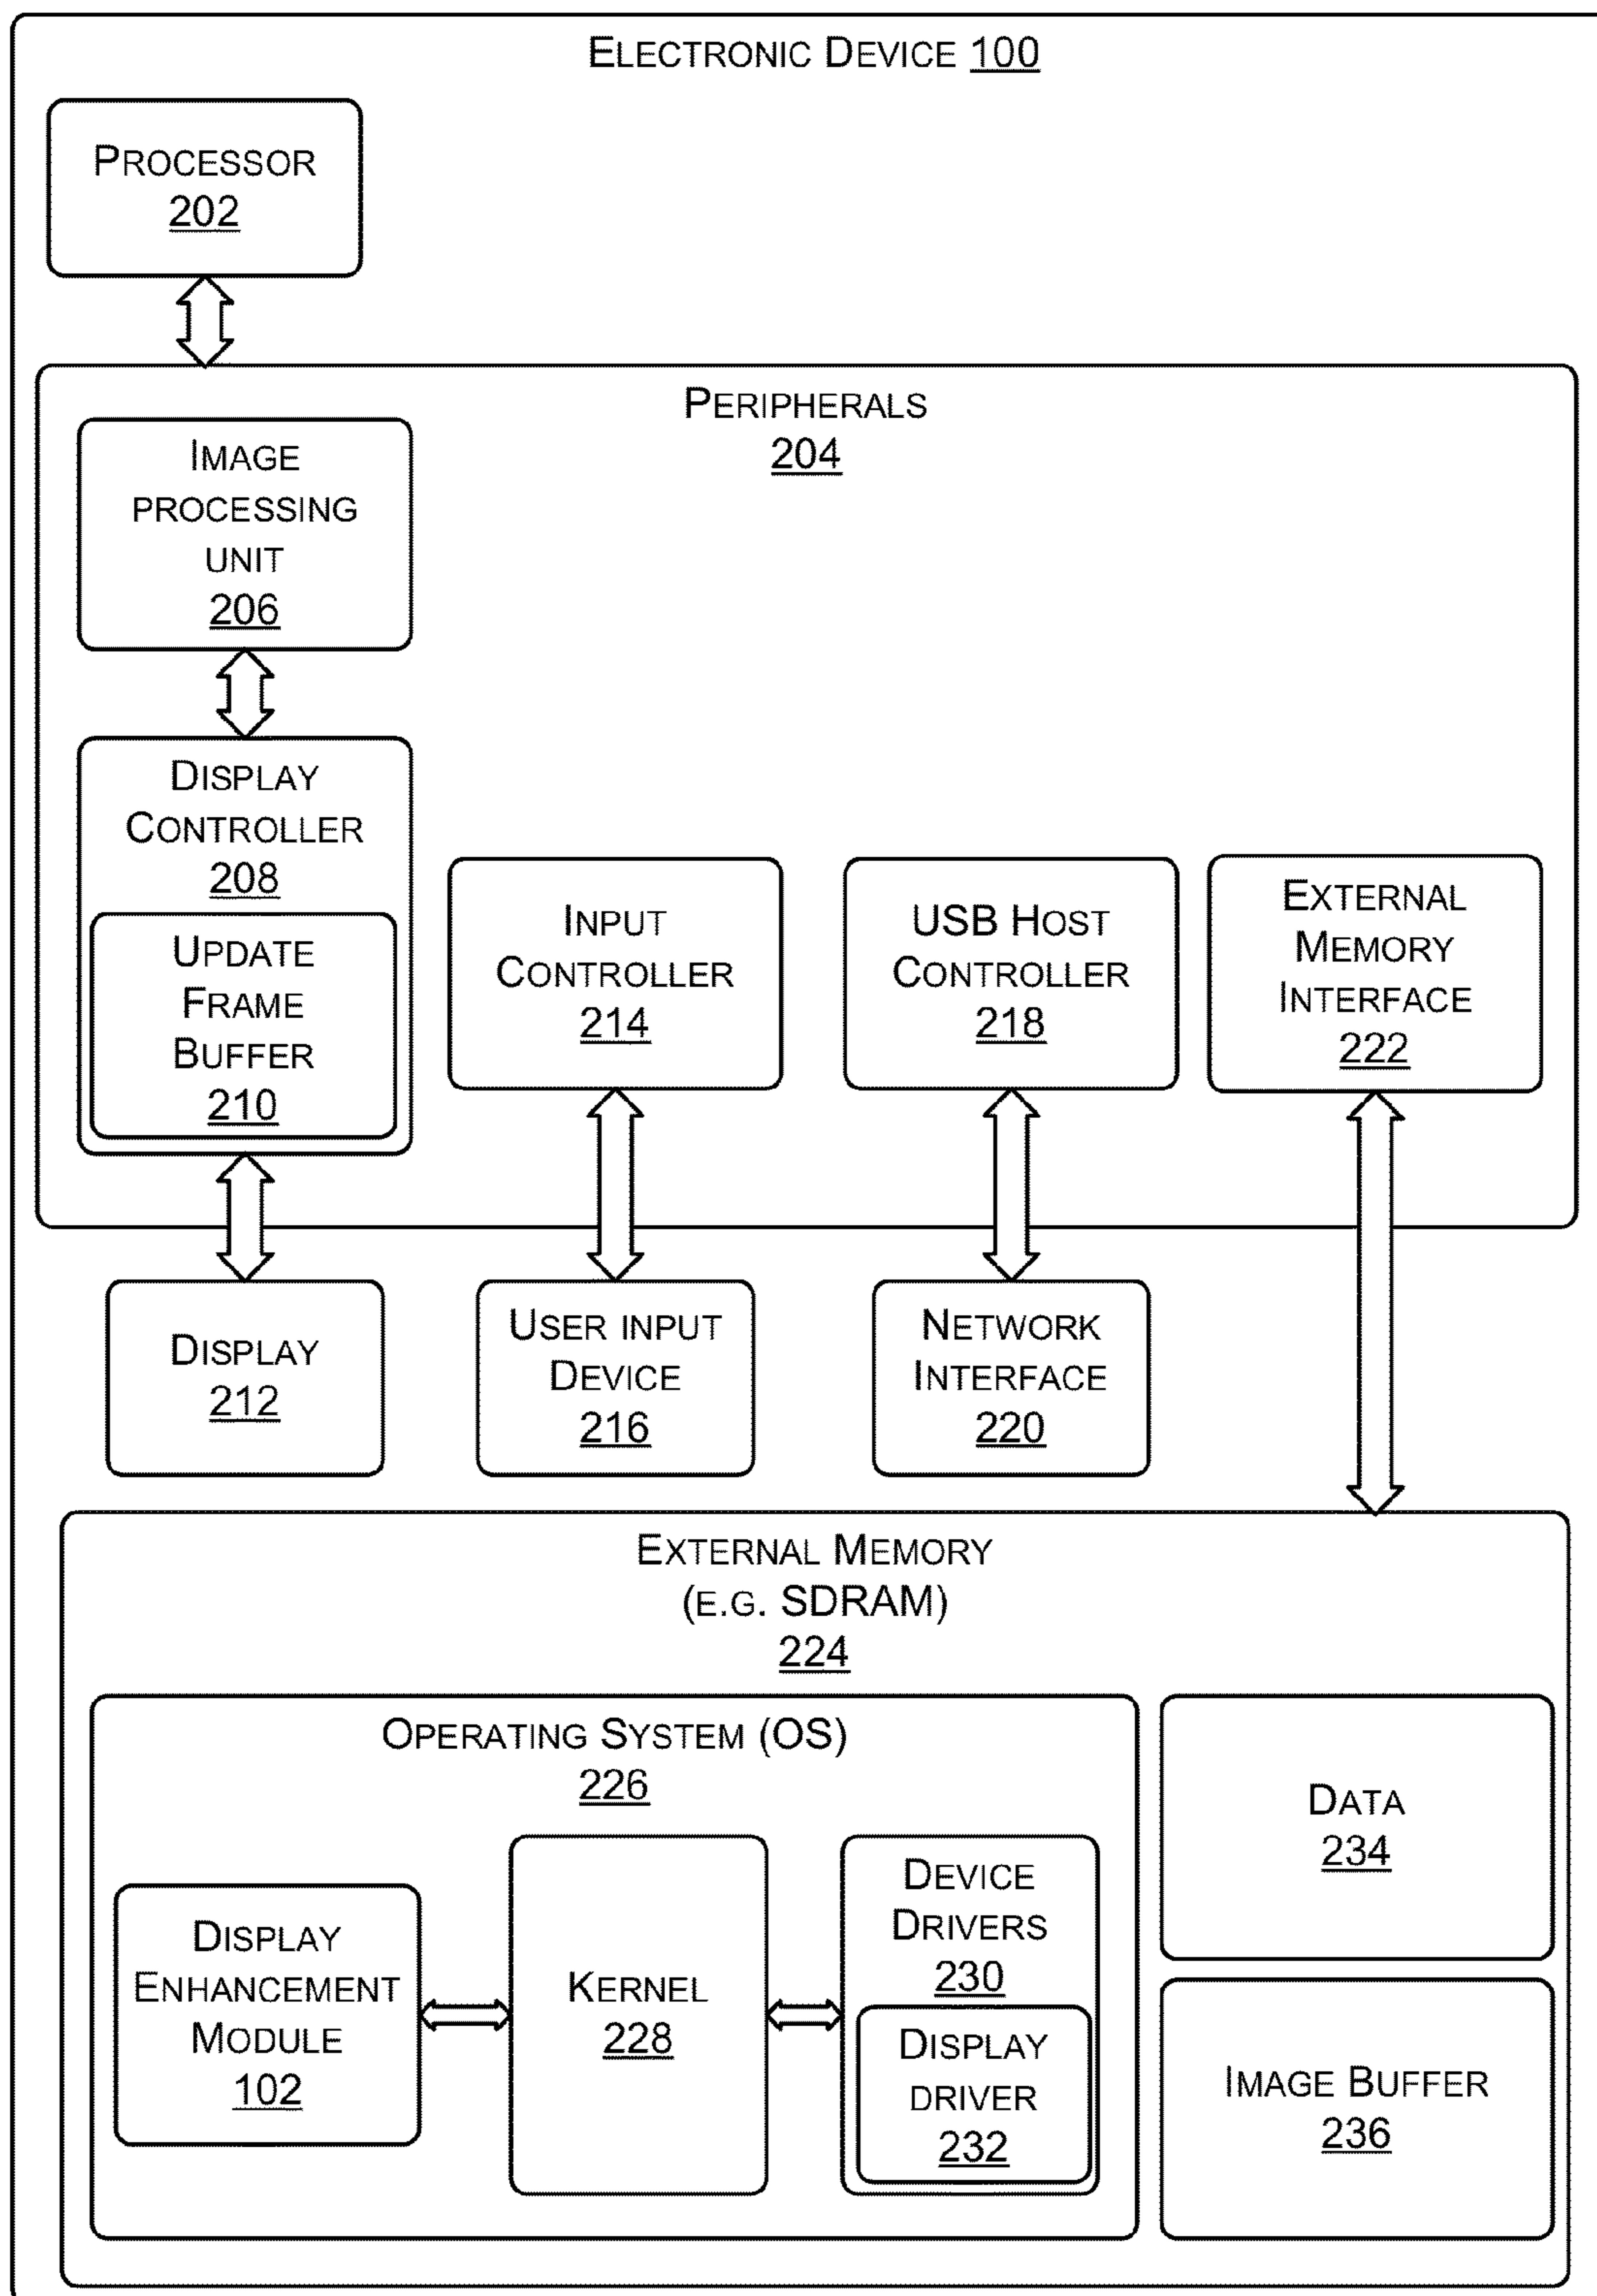 ELECTRONIC DEVICE 100
PROCESSOR
202
PERIPHERALS
204
IMAGE
PROCESSING
UNIT
206
DISPLAY
CONTROLLER
208
UPDATE
FRAME
BUFFER
210
INPUT
CONTROLLER
214
USB HOST
CONTROLLER
218
EXTERNAL
MEMORY
INTERFACE
222
DISPLAY
212
USER INPUT
DEVICE
216
NETWORK
INTERFACE
220
EXTERNAL MEMORY
(E.G. SDRAM)
224
OPERATING SYSTEM (OS)
226
DISPLAY
ENHANCEMENT
MODULE
102
KERNEL
228
DEVICE
DRIVERS
230
DISPLAY
DRIVER
232
DATA
234
IMAGE BUFFER
236